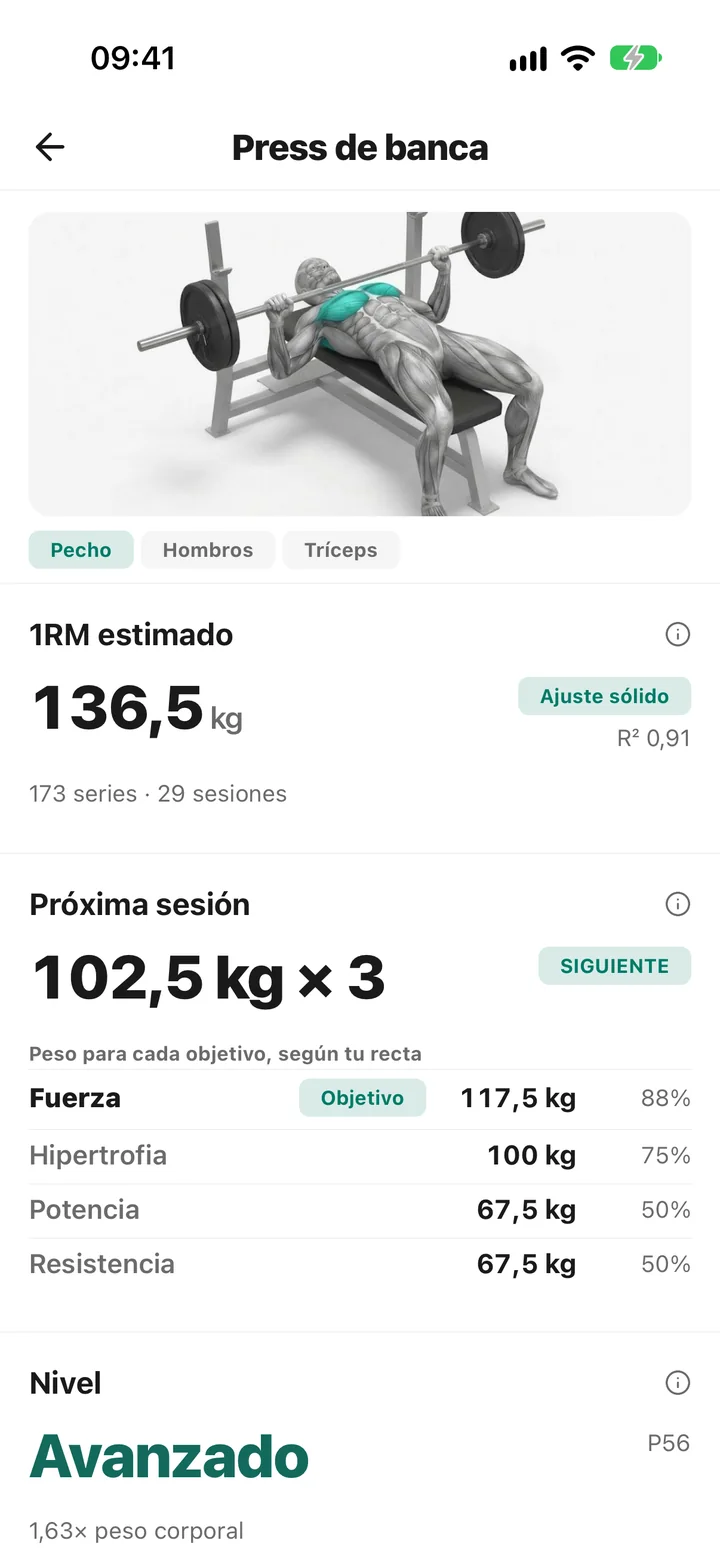 09:41
Press de banca
Pecho Hombros Tríceps
1RM estimado
136,5 kg Ajuste sólido
R² 0,91
173 series · 29 sesiones
Próxima sesión
102,5 kg × 3 SIGUIENTE
Peso para cada objetivo, según tu recta
Fuerza Objetivo 117,5 kg 88%
Hipertrofia 100 kg 75%
Potencia 67,5 kg 50%
Resistencia 67,5 kg 50%
Nivel
Avanzado P56
1,63× peso corporal